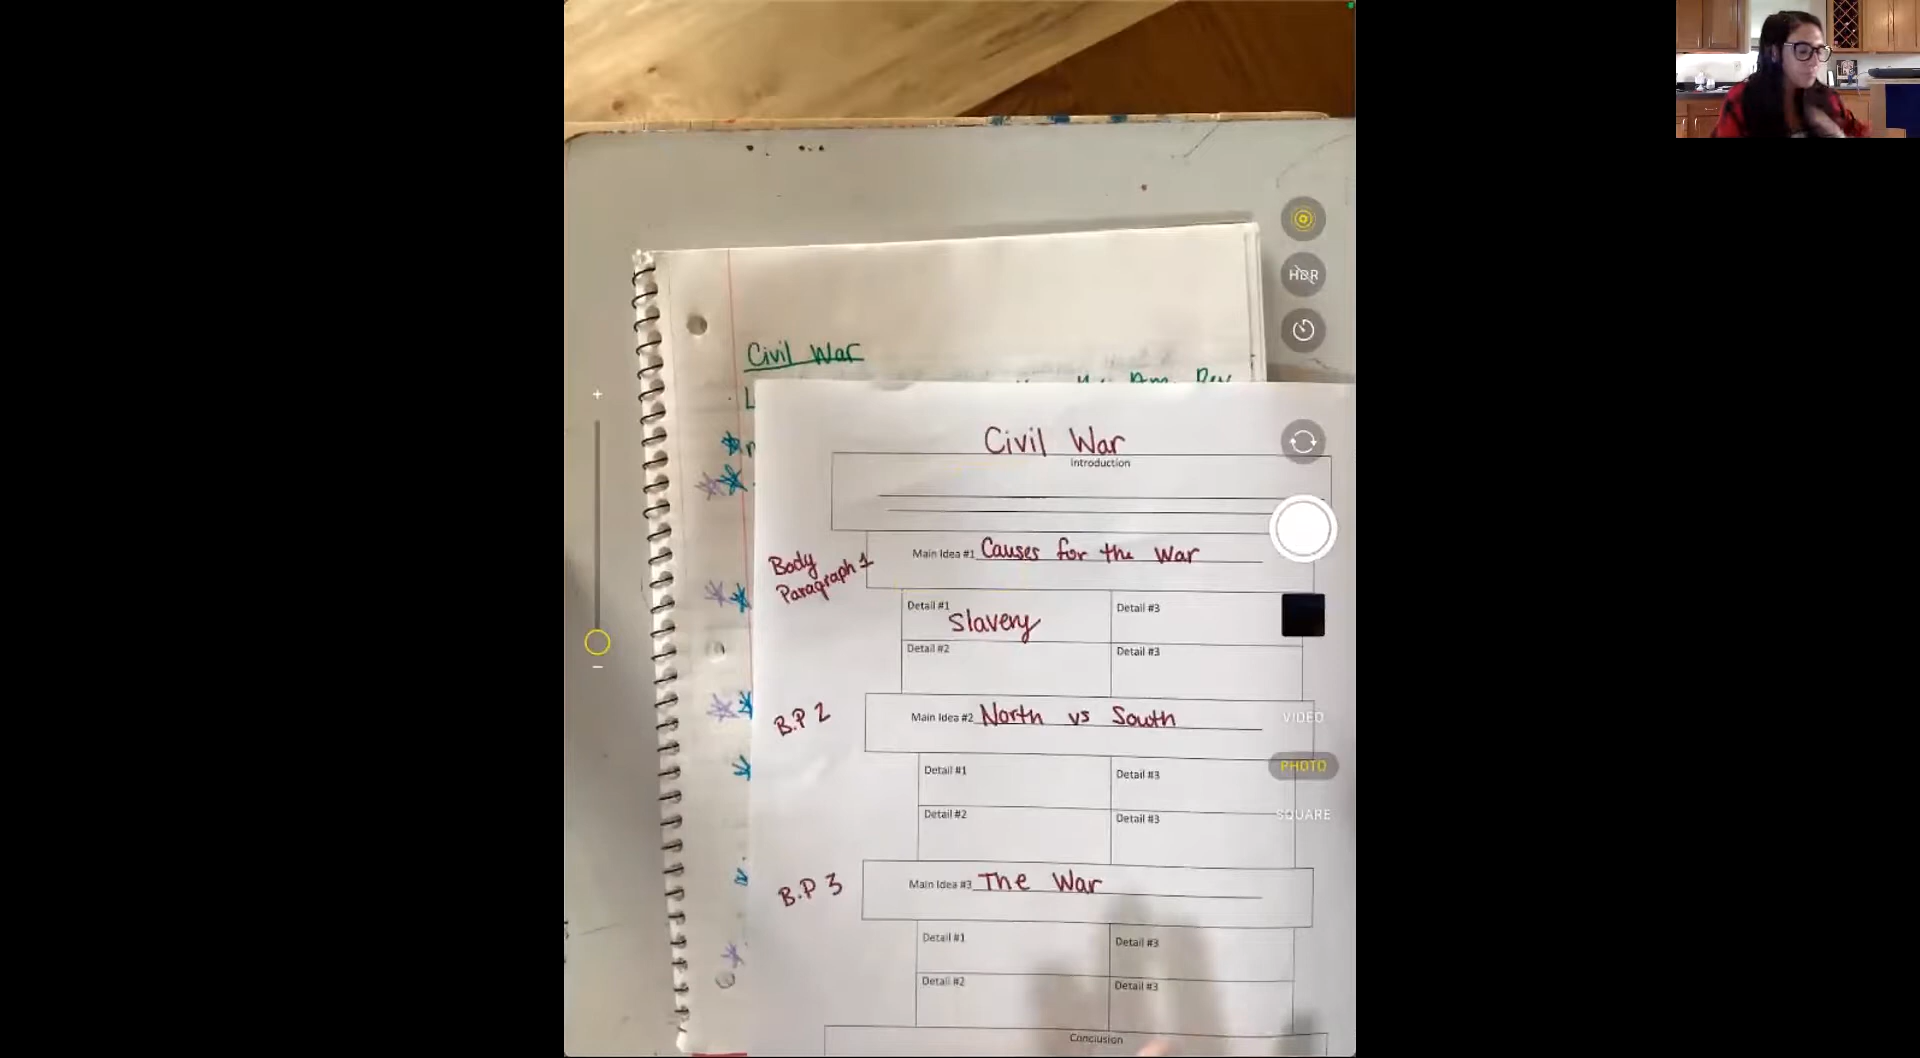 Civil War
Am. Rev
Civil War
Introduction
Body
Paragraph 1
Main Idea #1 Causes for the War
Detail #1
Slavery
Detail #3
Detail #2
Detail #3
B.P 2
Main Idea #2 North vs South
Detail #1
Detail #3
Detail #2
Detail #3
B.P 3
Main Idea #3 The War
Detail #1
Detail #3
Detail #2
Detail #3
Conclusion
HDR
VIDEO
PHOTO
SQUARE